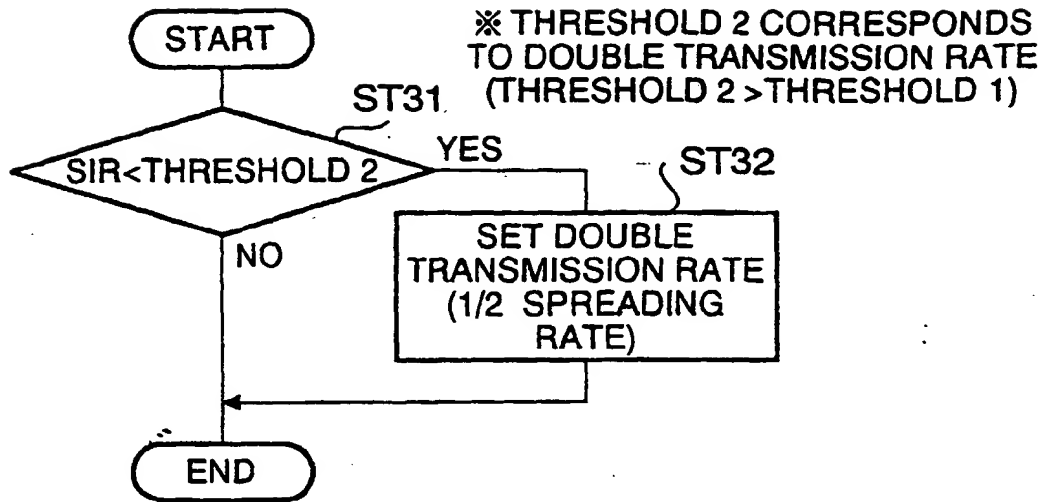 START
※ THRESHOLD 2 CORRESPONDS
TO DOUBLE TRANSMISSION RATE
(THRESHOLD 2 >THRESHOLD 1)
ST31
SIR<THRESHOLD 2
YES
ST32
SET DOUBLE
TRANSMISSION RATE
(1/2 SPREADING
RATE)
NO
END